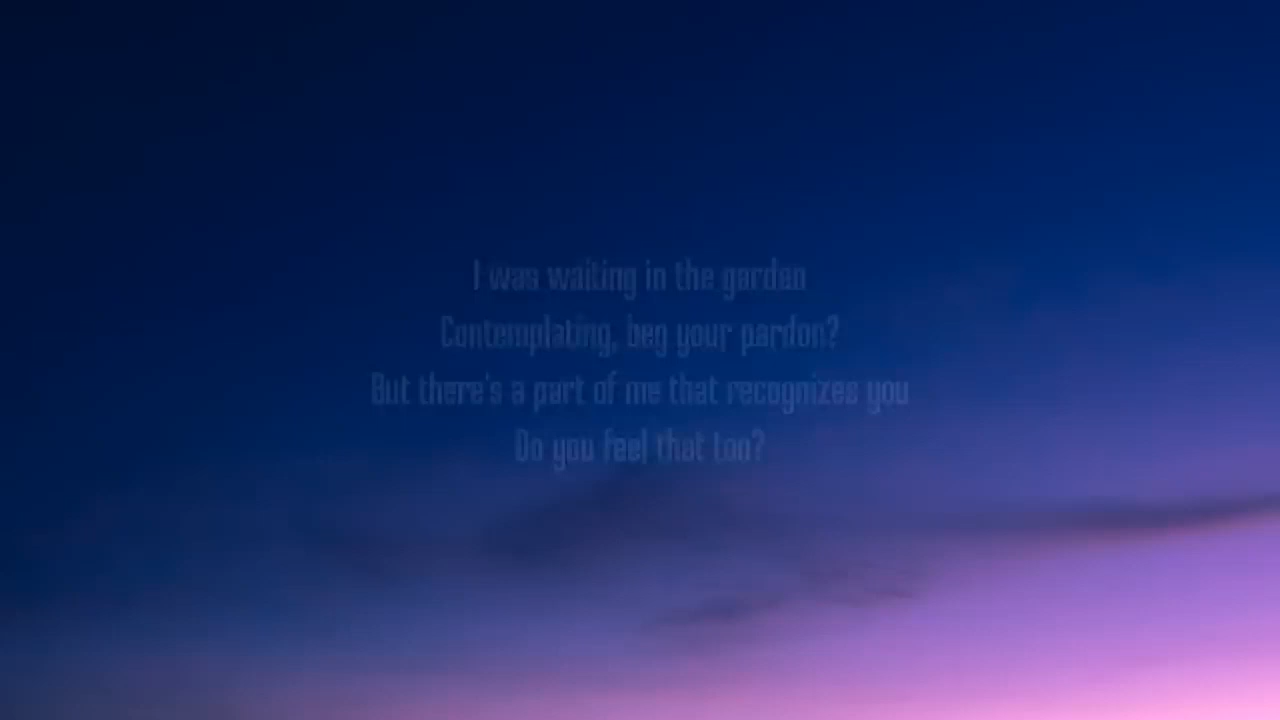 I was waiting in the garden
Contemplating, beg your pardon?
But there's a part of me that recognizes you
Do you feel that too?